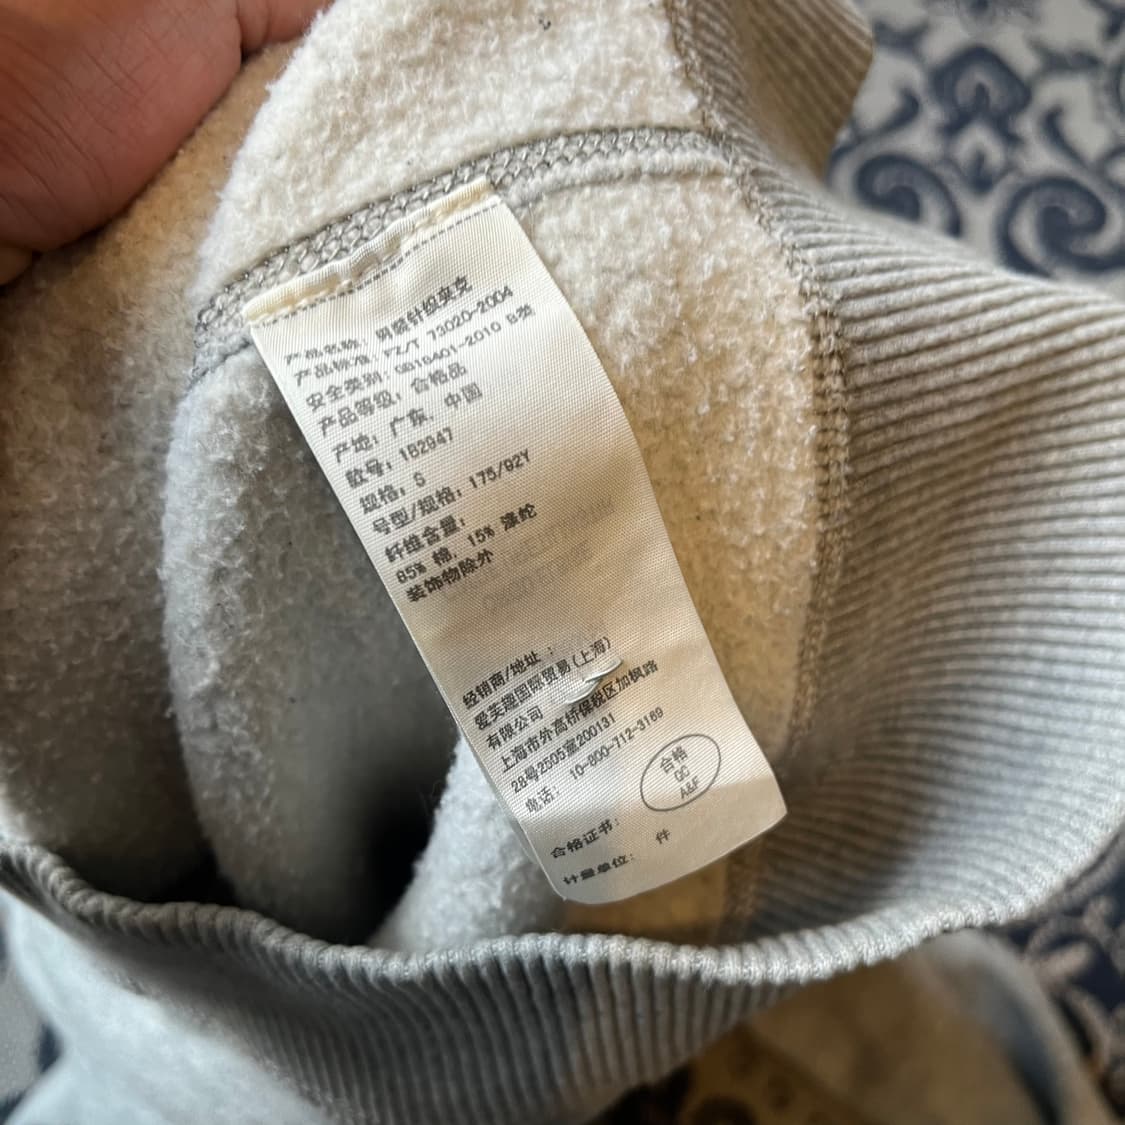 产品名称: 男装针织夹克
产品标准: FZ/T 73020-2004
安全类别: GB18401-2010 B类
产品等级: 合格品
产地: 广东, 中国
款号: 162947
规格: S
号型/规格: 175/92Y
纤维含量:
85% 棉, 15% 涤纶
装饰物除外
经销商/地址:
爱芙趣国际贸易(上海)
有限公司
上海市外高桥保税区加枫路
28号2505室200131
电话: 10-800-712-3169
合格
QC
A&F
合格证书:
计量单位: 件